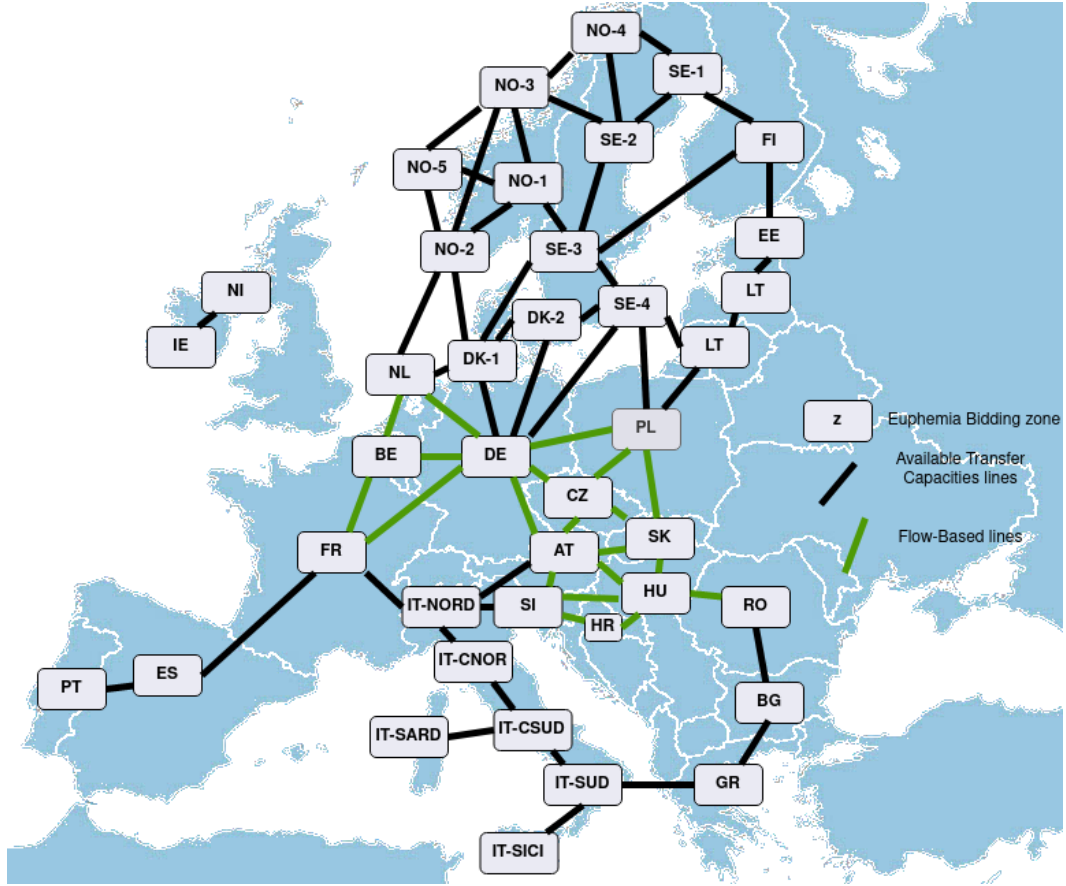 NO-4
SE-1
NO-3
SE-2
FI
NO-5
NO-1
NO-2
SE-3
EE
NI
LT
SE-4
DK-2
IE
LT
DK-1
NL
z
Euphemia Bidding zone
PL
BE
DE
Available Transfer
Capacities lines
CZ
FR
AT
SK
Flow-Based lines
IT-NORD
SI
HU
RO
HR
IT-CNOR
PT
ES
BG
IT-SARD
IT-CSUD
IT-SUD
GR
IT-SICI